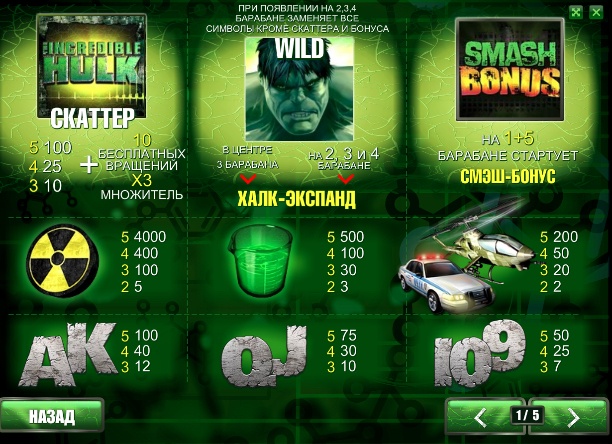 ПРИ ПОЯВЛЕНИИ НА 2,3,4
БАРАБАНЕ ЗАМЕНЯЕТ ВСЕ
СИМВОЛЫ КРОМЕ СКАТТЕРА И БОНУСА
THE INCREDIBLE
HULK
СКАТТЕР
5 100
4 25
3 10
+
10
БЕСПЛАТНЫХ
ВРАЩЕНИЙ
X3
МНОЖИТЕЛЬ
WILD
В ЦЕНТРЕ
3 БАРАБАНА
НА 2, 3 И 4
БАРАБАНЕ
ХАЛК-ЭКСПАНД
SMASH
BONUS
НА 1+5
БАРАБАНЕ СТАРТУЕТ
СМЭШ-БОНУС
5 4000
4 400
3 100
2 5
5 500
4 100
3 30
2 3
5 200
4 50
3 20
2 2
AK
5 100
4 40
3 12
QJ
5 75
4 30
3 10
109
5 50
4 25
3 7
НАЗАД
1/5